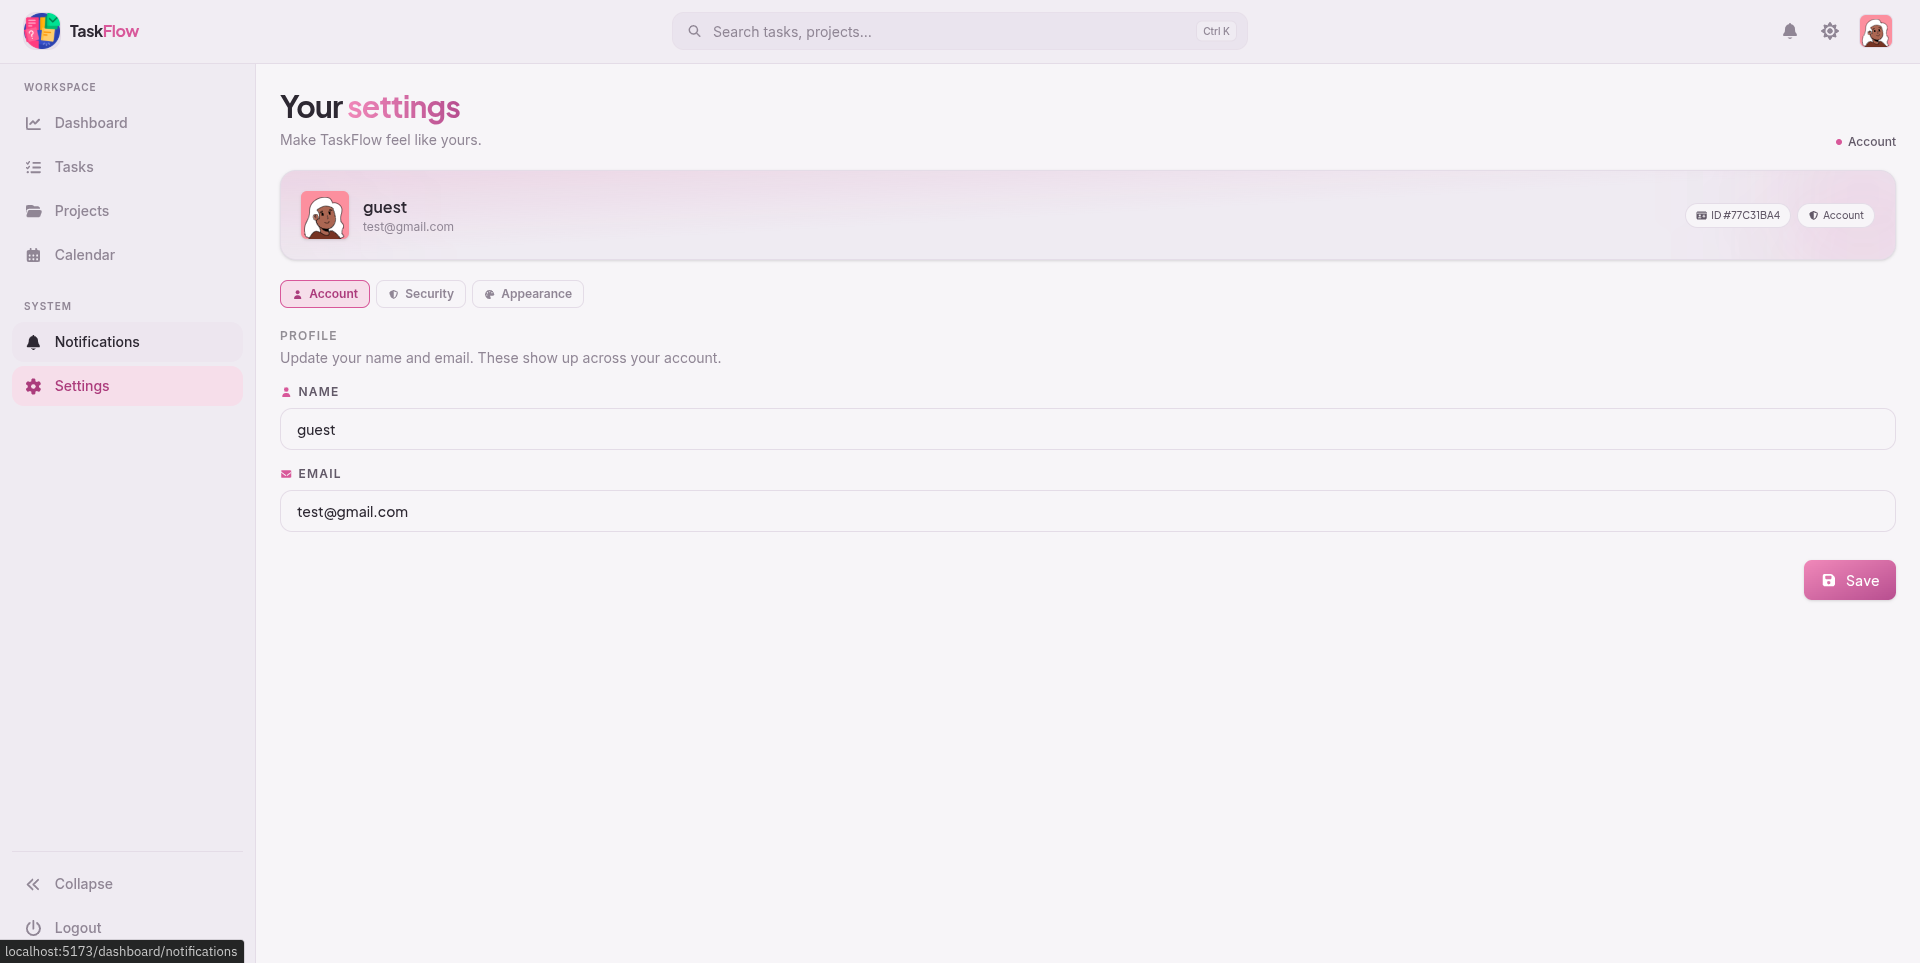 TaskFlow
Search tasks, projects...
Ctrl K
WORKSPACE
Dashboard
Tasks
Projects
Calendar
SYSTEM
Notifications
Settings
Collapse
Logout
localhost:5173/dashboard/notifications
Your settings
Make TaskFlow feel like yours.
Account
guest
test@gmail.com
ID #77C31BA4
Account
Account
Security
Appearance
PROFILE
Update your name and email. These show up across your account.
NAME
guest
EMAIL
test@gmail.com
Save